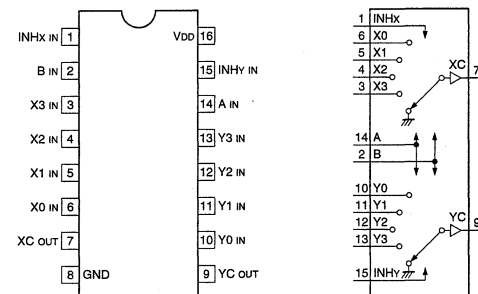 INHX IN 1
B IN 2
X3 IN 3
X2 IN 4
X1 IN 5
X0 IN 6
XC OUT 7
8 GND
VDD 16
15 INHY IN
14 A IN
13 Y3 IN
12 Y2 IN
11 Y1 IN
10 Y0 IN
9 YC OUT
1 INHX
6 X0
5 X1
4 X2
3 X3
XC 7
14 A
2 B
10 Y0
11 Y1
12 Y2
13 Y3
YC 9
15 INHY